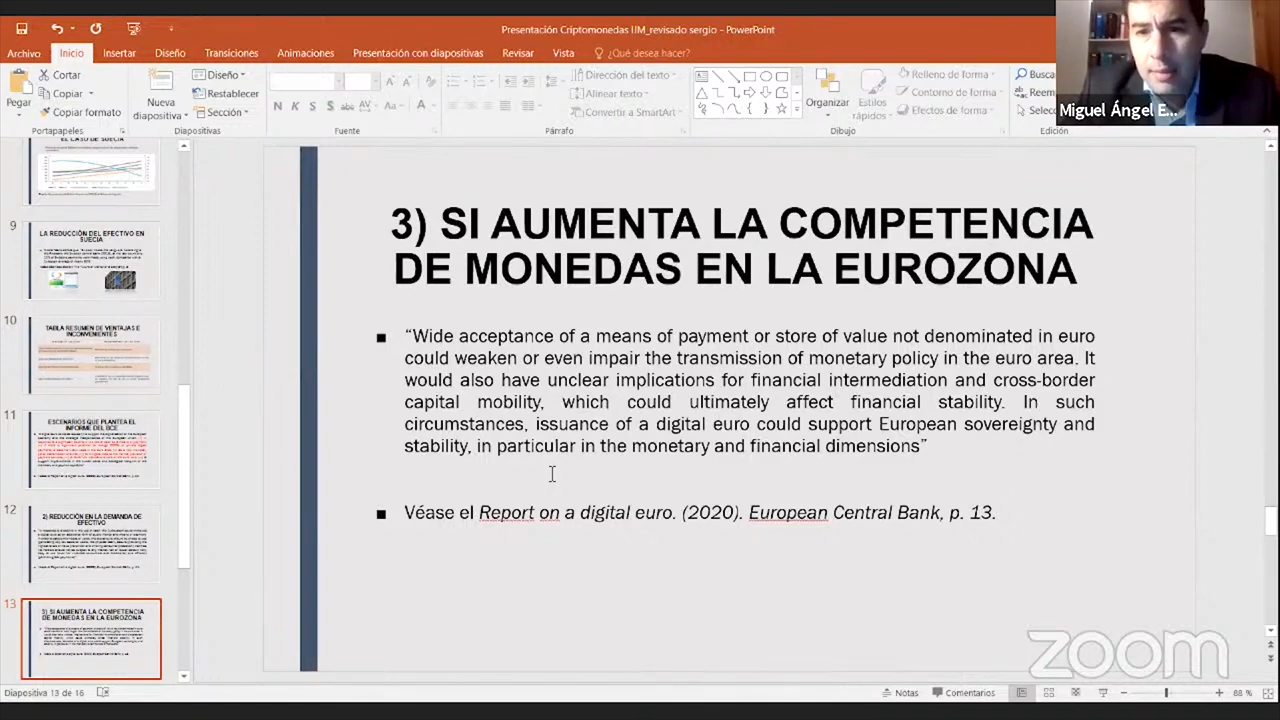 Presentación Criptomonedas IIM_revisado sergio - PowerPoint
Archivo Inicio Insertar Diseño Transiciones Animaciones Presentación con diapositivas Revisar Vista ¿Qué desea hacer?
Pegar
Cortar
Copiar
Copiar formato
Portapapeles
Nueva diapositiva
Diseño
Restablecer
Sección
Diapositivas
N K S S abc AV Aa A
Fuente
Dirección del texto
Alinear texto
Convertir a SmartArt
Párrafo
Organizar
Estilos rápidos
Relleno de forma
Contorno de forma
Efectos de forma
Dibujo
Busca
Reem
Selec
Edición
Miguel Ángel E...
EL CASO DE SUECIA
9
LA REDUCCIÓN DEL EFECTIVO EN SUECIA
10
TABLA RESUMEN DE VENTAJAS E INCONVENIENTES
11
ESCENARIOS QUE PLANTEA EL INFORME DEL BCE
12
2) REDUCCIÓN EN LA DEMANDA DE EFECTIVO
13
3) SI AUMENTA LA COMPETENCIA DE MONEDAS EN LA EUROZONA
3) SI AUMENTA LA COMPETENCIA
DE MONEDAS EN LA EUROZONA
"Wide acceptance of a means of payment or store of value not denominated in euro
could weaken or even impair the transmission of monetary policy in the euro area. It
would also have unclear implications for financial intermediation and cross-border
capital mobility, which could ultimately affect financial stability. In such
circumstances, issuance of a digital euro could support European sovereignty and
stability, in particular in the monetary and financial dimensions"
Véase el Report on a digital euro. (2020). European Central Bank, p. 13.
zoom
Diapositiva 13 de 16
Notas
Comentarios
88 %